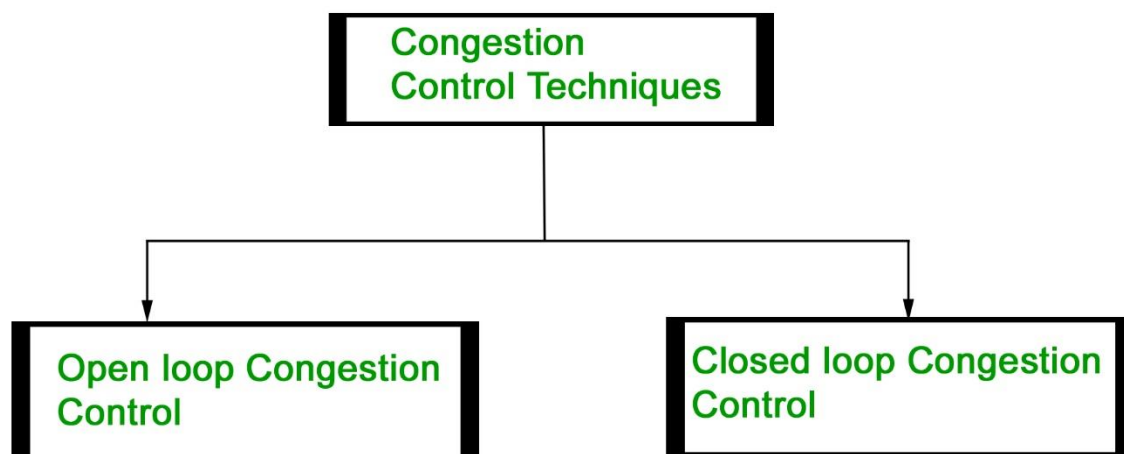 Congestion
Control Techniques
Open loop Congestion
Control
Closed loop Congestion
Control